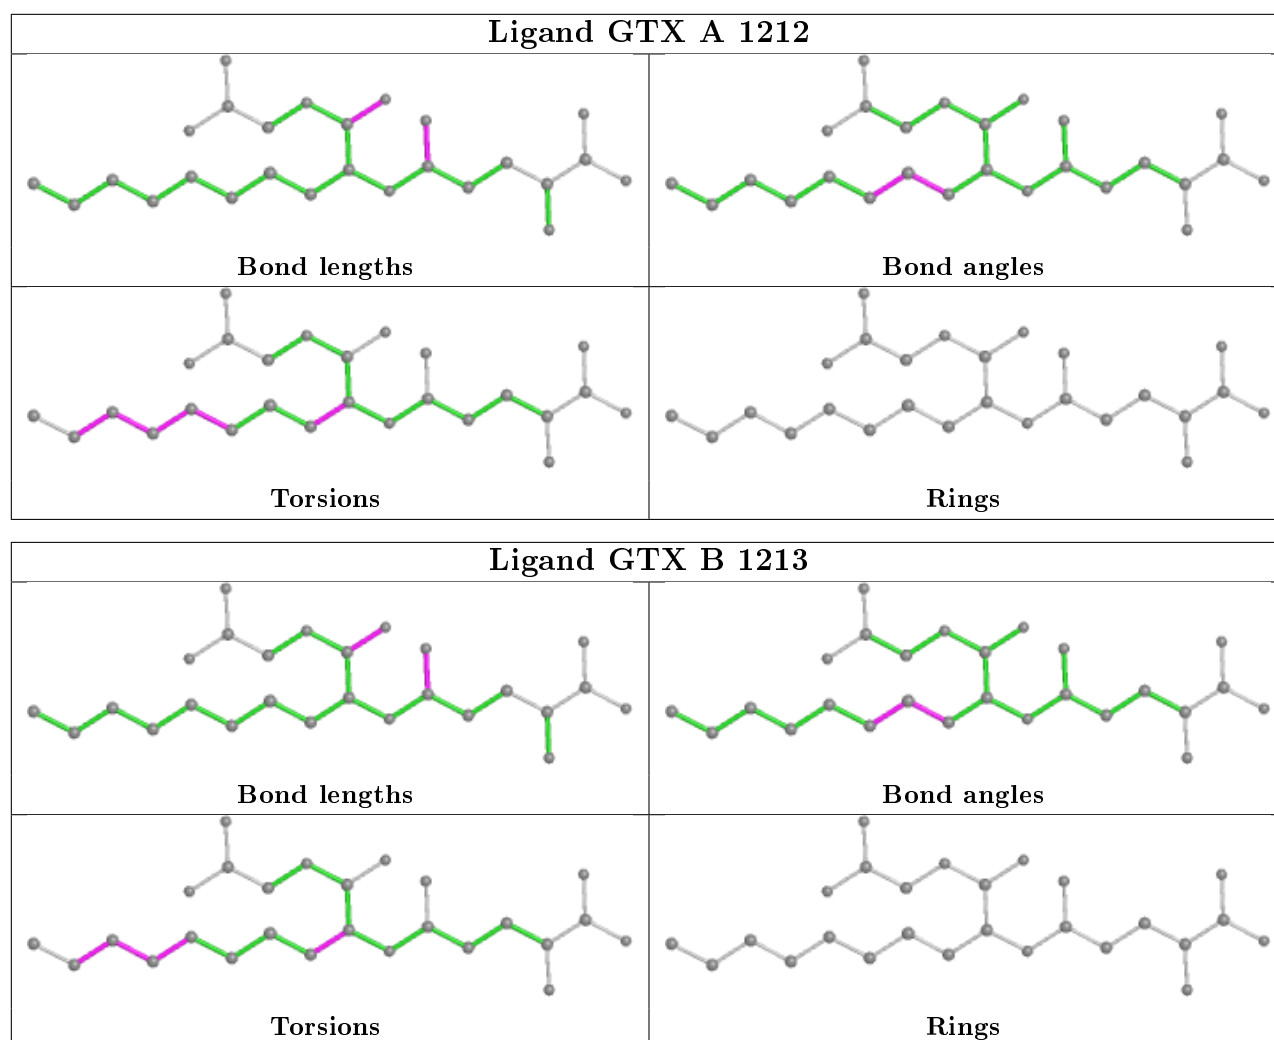 Ligand GTX A 1212
Bond lengths
Bond angles
Torsions
Rings
Ligand GTX B 1213
Bond lengths
Bond angles
Torsions
Rings